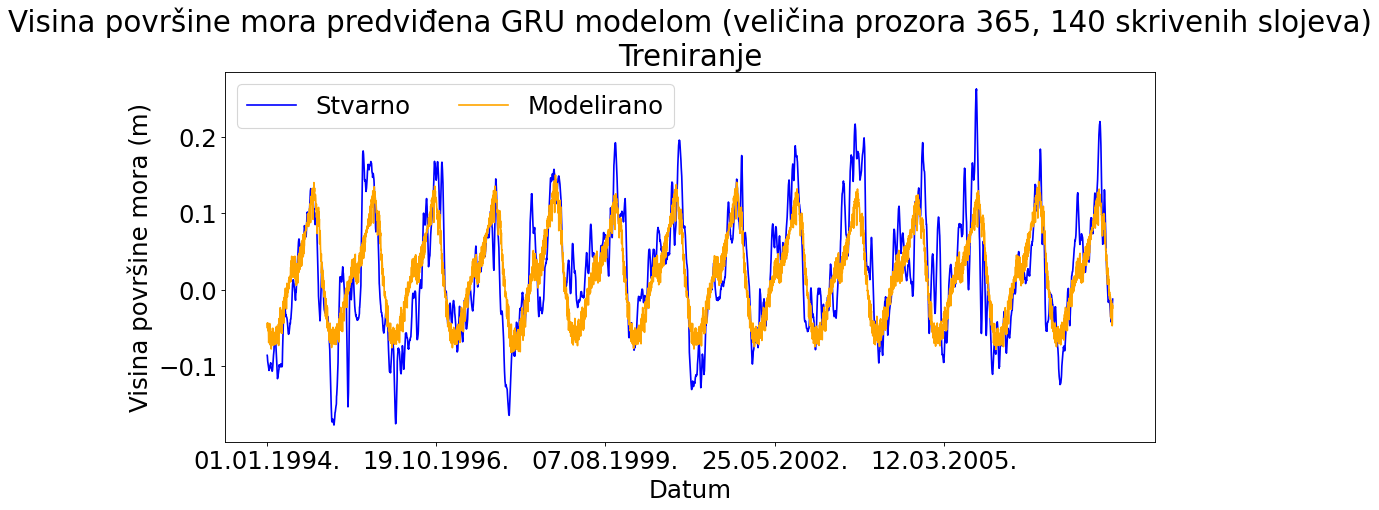 Visina površine mora predviđena GRU modelom (veličina prozora 365, 140 skrivenih slojeva)
Treniranje
Stvarno
Modelirano
Visina površine mora (m)
0.2
0.1
0.0
−0.1
01.01.1994.
19.10.1996.
07.08.1999.
25.05.2002.
12.03.2005.
Datum